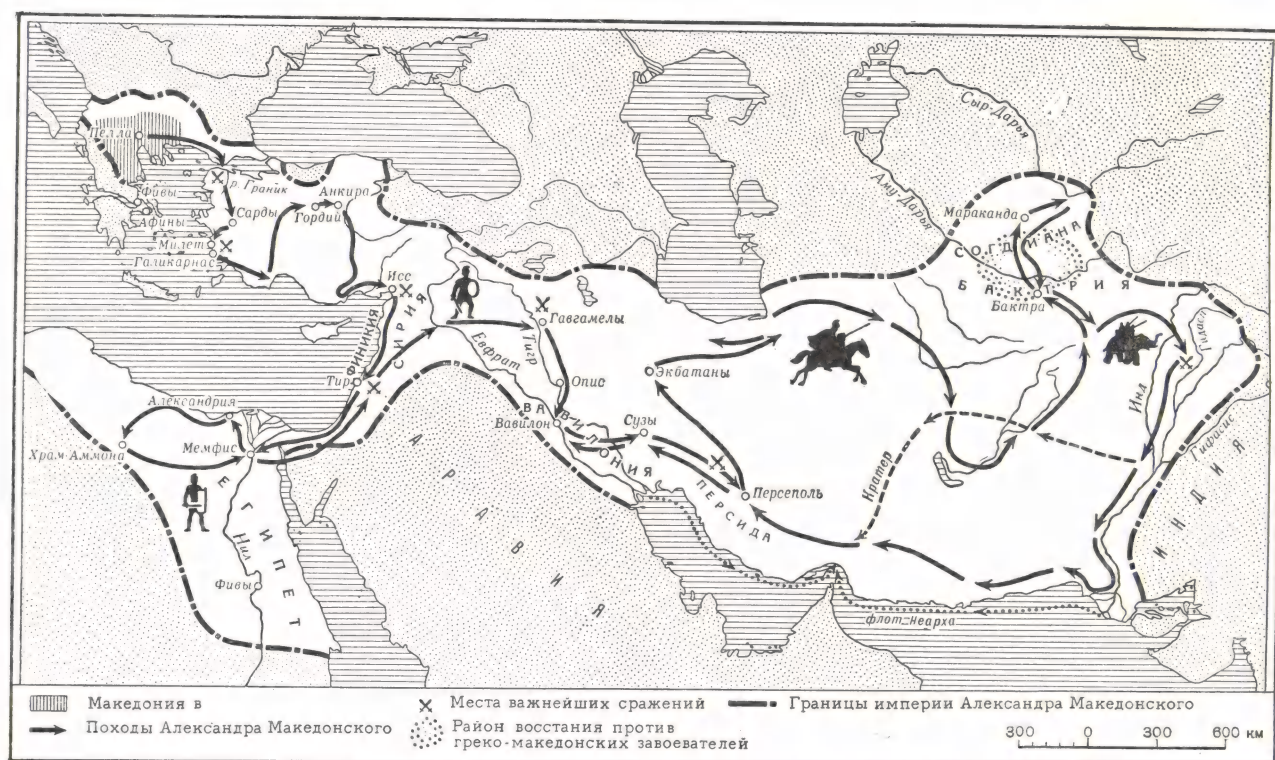 Сыр-Дарья
Аму-Дарья
Пелла
р. Граник
Анкира
Гордий
Фивы
Афины
Сарды
Милет
Галикарнас
Мараканда
СОГДИАНА
БАКТРИЯ
Бактра
Исс
СИРИЯ
ФИНИКИЯ
Гавгамелы
Евфрат
Тигр
Гидасп
Инд
Тир
Опис
Экбатаны
Александрия
ВАВИЛОНИЯ
Вавилон
Сузы
Гифасис
Храм Аммона
Мемфис
Кратер
Персеполь
ПЕРСИДА
ЕГИПЕТ
АРАВИЯ
ИНДИЯ
Нил
Фивы
флот Неарха
Македония в
Места важнейших сражений
Границы империи Александра Македонского
Походы Александра Македонского
Район восстания против
греко-македонских завоевателей
300 0 300 600 км